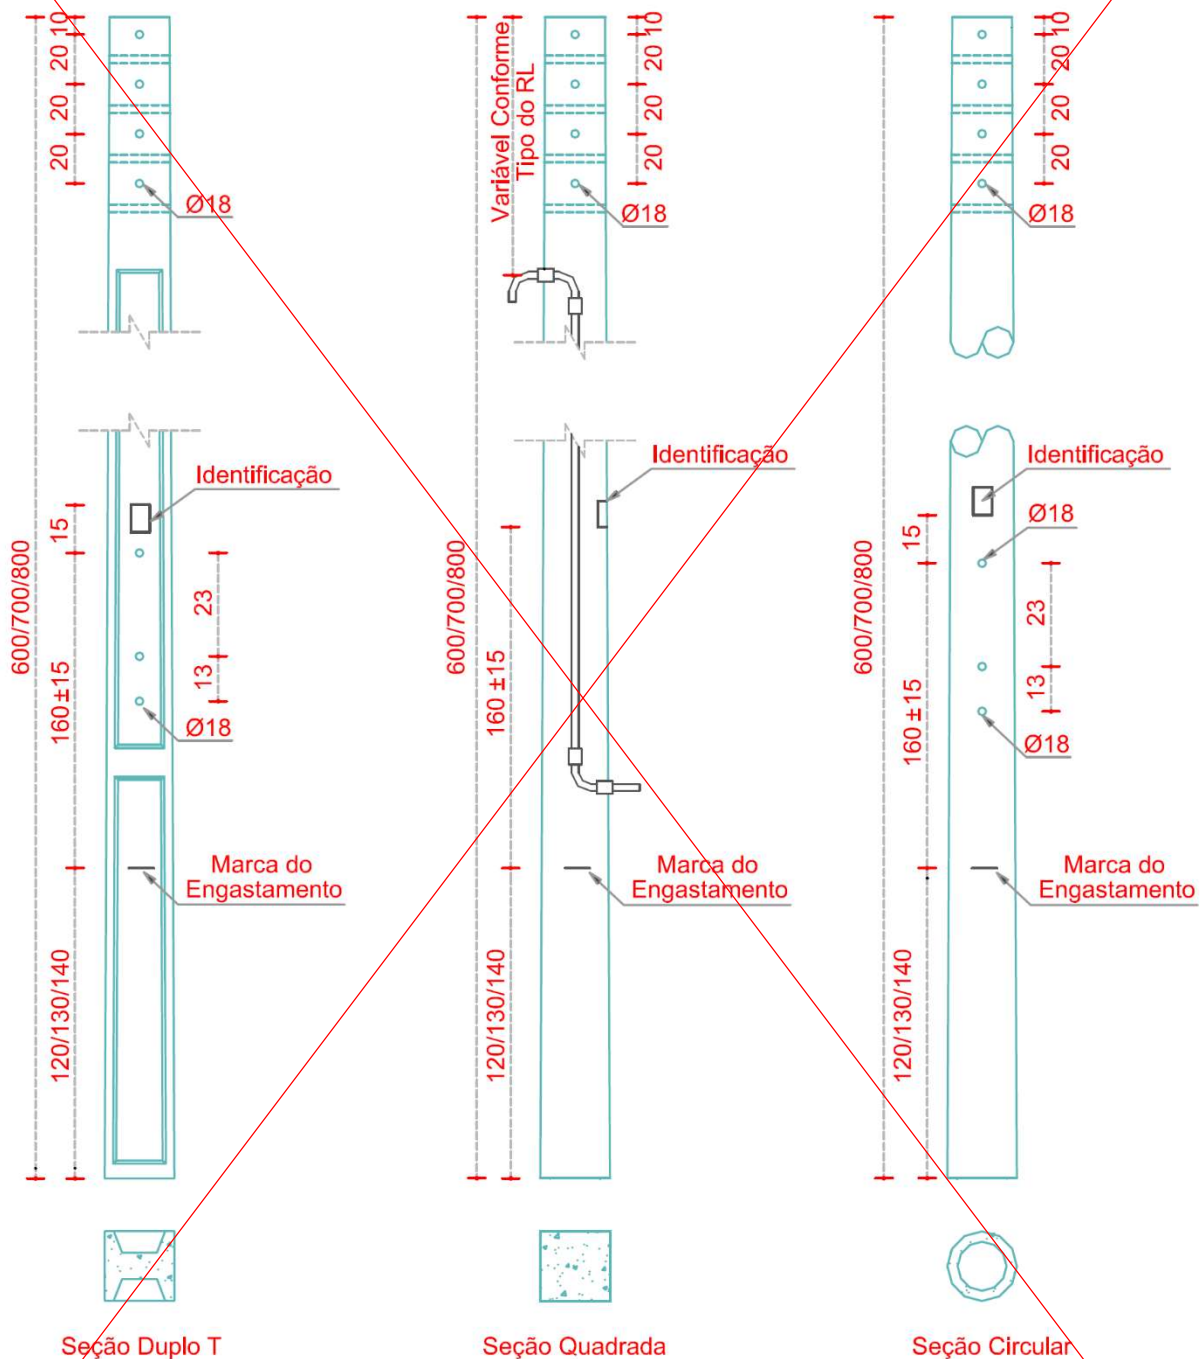 10
20
20
20
Ø18
600/700/800
Identificação
15
23
13
160±15
Ø18
Marca do
Engastamento
120/130/140
Seção Duplo T
Variável Conforme
Tipo do RL
10
20
20
20
Ø18
600/700/800
Identificação
160±15
Marca do
Engastamento
120/130/140
Seção Quadrada
10
20
20
20
Ø18
600/700/800
Identificação
15
Ø18
23
13
160±15
Ø18
Marca do
Engastamento
120/130/140
Seção Circular